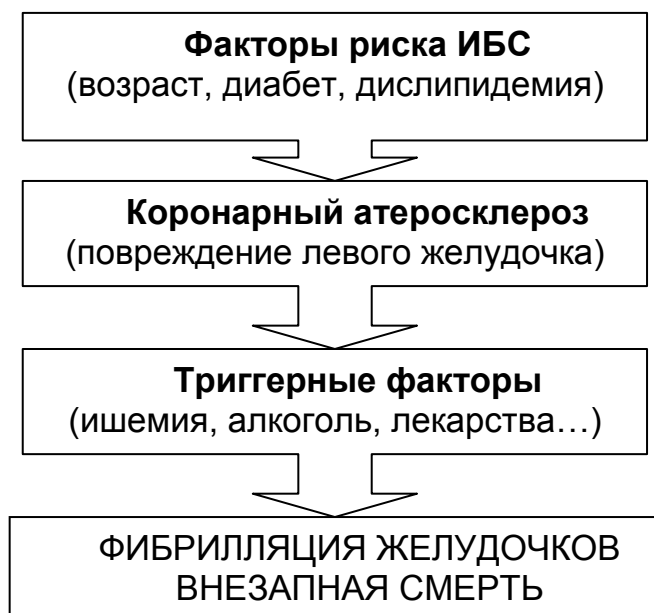 Факторы риска ИБС
(возраст, диабет, дислипидемия)
Коронарный атеросклероз
(повреждение левого желудочка)
Триггерные факторы
(ишемия, алкоголь, лекарства…)
ФИБРИЛЛЯЦИЯ ЖЕЛУДОЧКОВ
ВНЕЗАПНАЯ СМЕРТЬ